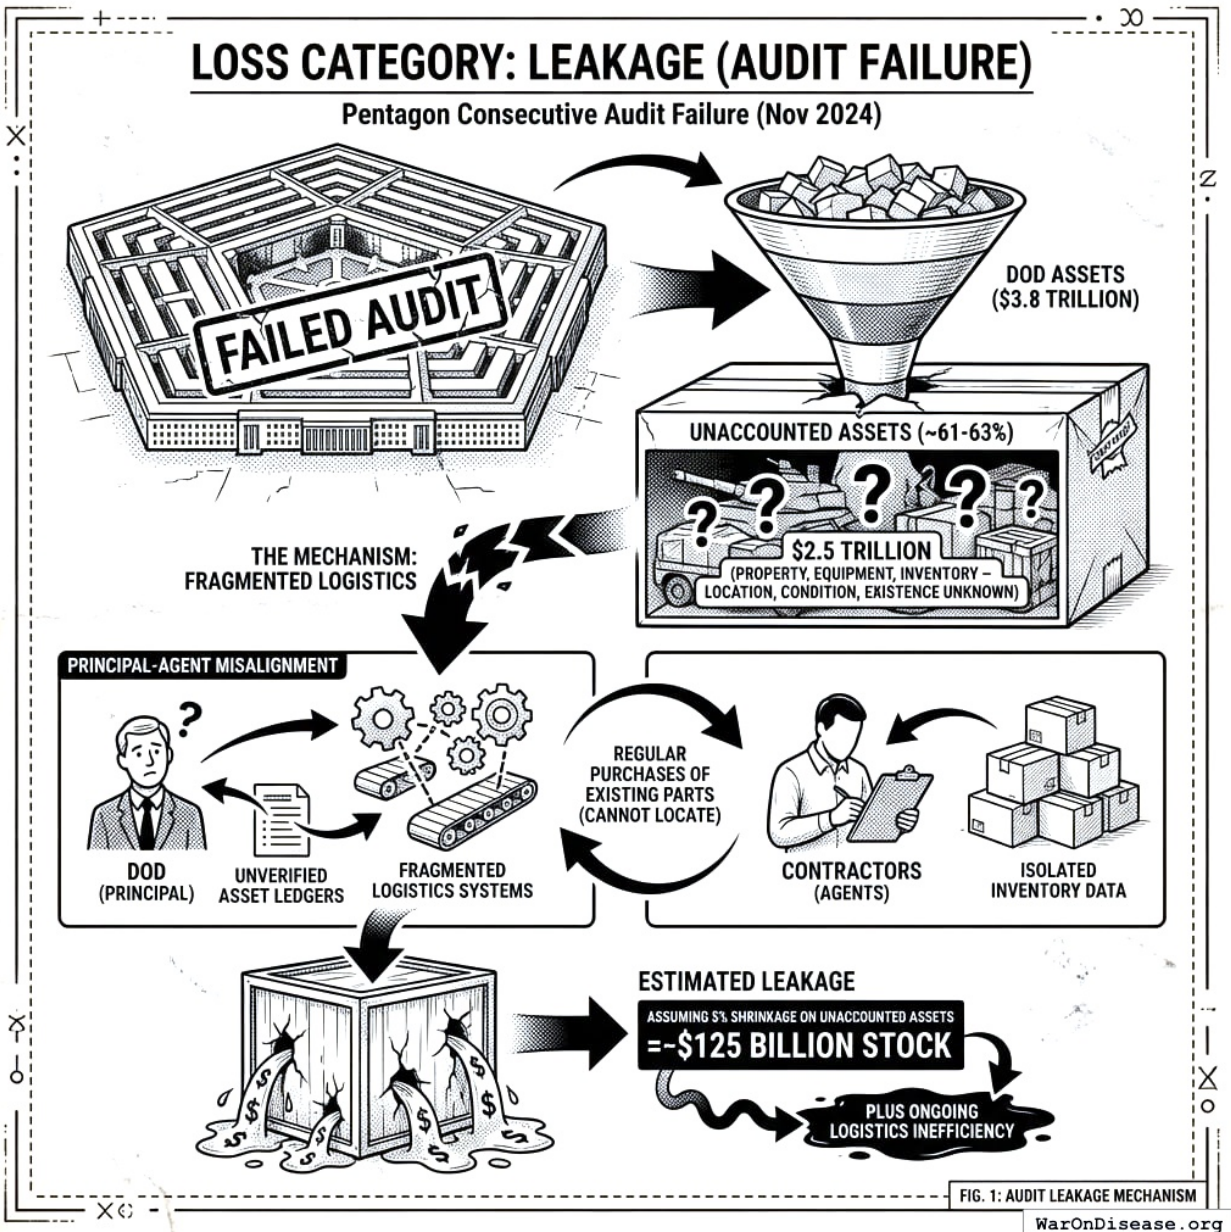 LOSS CATEGORY: LEAKAGE (AUDIT FAILURE)
Pentagon Consecutive Audit Failure (Nov 2024)
FAILED AUDIT
DOD ASSETS
($3.8 TRILLION)
UNACCOUNTED ASSETS (~61-63%)
? ? ? ? ?
$2.5 TRILLION
(PROPERTY, EQUIPMENT, INVENTORY –
LOCATION, CONDITION, EXISTENCE UNKNOWN)
THE MECHANISM:
FRAGMENTED LOGISTICS
PRINCIPAL-AGENT MISALIGNMENT
?
DOD
(PRINCIPAL)
UNVERIFIED
ASSET LEDGERS
FRAGMENTED
LOGISTICS SYSTEMS
REGULAR
PURCHASES OF
EXISTING PARTS
(CANNOT LOCATE)
CONTRACTORS
(AGENTS)
ISOLATED
INVENTORY DATA
$ $ $ $ $ $ $ $
ESTIMATED LEAKAGE
ASSUMING 5% SHRINKAGE ON UNACCOUNTED ASSETS
=~$125 BILLION STOCK
PLUS ONGOING
LOGISTICS INEFFICIENCY
FIG. 1: AUDIT LEAKAGE MECHANISM
WarOnDisease.org